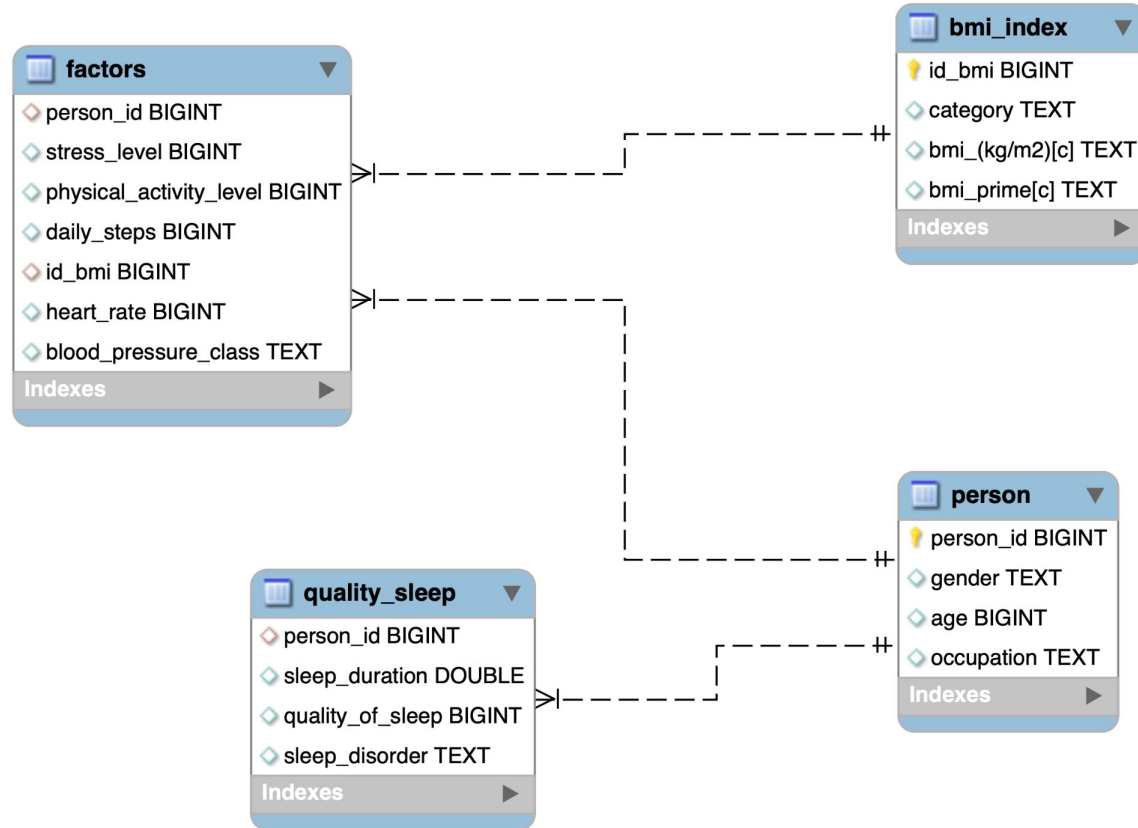 factors
person_id BIGINT
stress_level BIGINT
physical_activity_level BIGINT
daily_steps BIGINT
id_bmi BIGINT
heart_rate BIGINT
blood_pressure_class TEXT
Indexes
bmi_index
id_bmi BIGINT
category TEXT
bmi_(kg/m2)[c] TEXT
bmi_prime[c] TEXT
Indexes
quality_sleep
person_id BIGINT
sleep_duration DOUBLE
quality_of_sleep BIGINT
sleep_disorder TEXT
Indexes
person
person_id BIGINT
gender TEXT
age BIGINT
occupation TEXT
Indexes